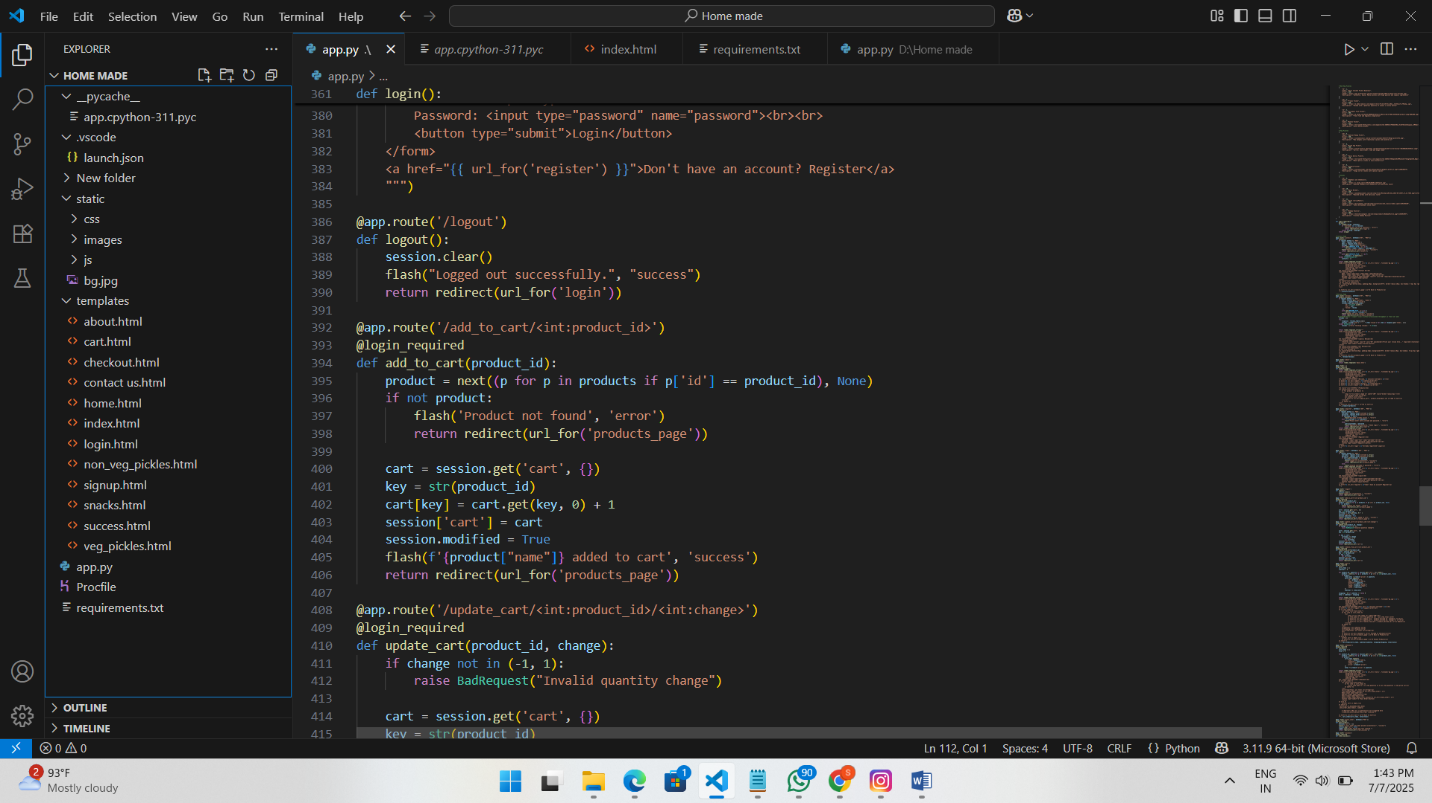 File Edit Selection View Go Run Terminal Help
Home made
EXPLORER
HOME MADE
__pycache__
app.cpython-311.pyc
.vscode
launch.json
New folder
static
css
images
js
bg.jpg
templates
about.html
cart.html
checkout.html
contact us.html
home.html
index.html
login.html
non_veg_pickles.html
signup.html
snacks.html
success.html
veg_pickles.html
app.py
Procfile
requirements.txt
OUTLINE
TIMELINE
app.py .\ app.cpython-311.pyc index.html requirements.txt app.py D:\Home made
app.py > ...
361 def login():
380 Password: <input type="password" name="password"><br><br>
381 <button type="submit">Login</button>
382 </form>
383 <a href="{{ url_for('register') }}">Don't have an account? Register</a>
384 """)
385
386 @app.route('/logout')
387 def logout():
388 session.clear()
389 flash("Logged out successfully.", "success")
390 return redirect(url_for('login'))
391
392 @app.route('/add_to_cart/<int:product_id>')
393 @login_required
394 def add_to_cart(product_id):
395 product = next((p for p in products if p['id'] == product_id), None)
396 if not product:
397 flash('Product not found', 'error')
398 return redirect(url_for('products_page'))
399
400 cart = session.get('cart', {})
401 key = str(product_id)
402 cart[key] = cart.get(key, 0) + 1
403 session['cart'] = cart
404 session.modified = True
405 flash(f'{product["name"]} added to cart', 'success')
406 return redirect(url_for('products_page'))
407
408 @app.route('/update_cart/<int:product_id>/<int:change>')
409 @login_required
410 def update_cart(product_id, change):
411 if change not in (-1, 1):
412 raise BadRequest("Invalid quantity change")
413
414 cart = session.get('cart', {})
415 key = str(product_id)
0 0 Ln 112, Col 1 Spaces: 4 UTF-8 CRLF {} Python 3.11.9 64-bit (Microsoft Store)
2 93°F
Mostly cloudy
1 90 8
ENG
IN
1:43 PM
7/7/2025